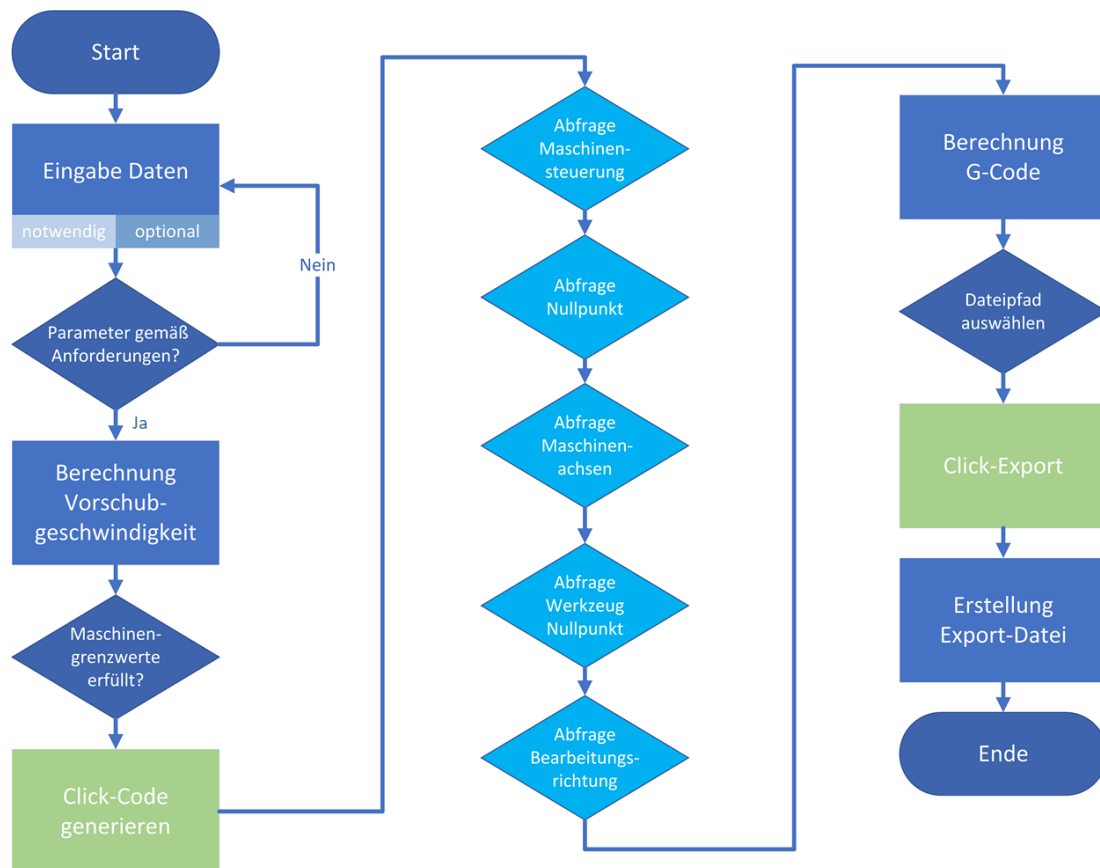 Start
Eingabe Daten
notwendig
optional
Nein
Parameter gemäß
Anforderungen?
Ja
Berechnung
Vorschub-
geschwindigkeit
Maschinen-
grenzwerte
erfüllt?
Click-Code
generieren
Abfrage
Maschinen-
steuerung
Abfrage
Nullpunkt
Abfrage
Maschinen-
achsen
Abfrage
Werkzeug
Nullpunkt
Abfrage
Bearbeitungs-
richtung
Berechnung
G-Code
Dateipfad
auswählen
Click-Export
Erstellung
Export-Datei
Ende